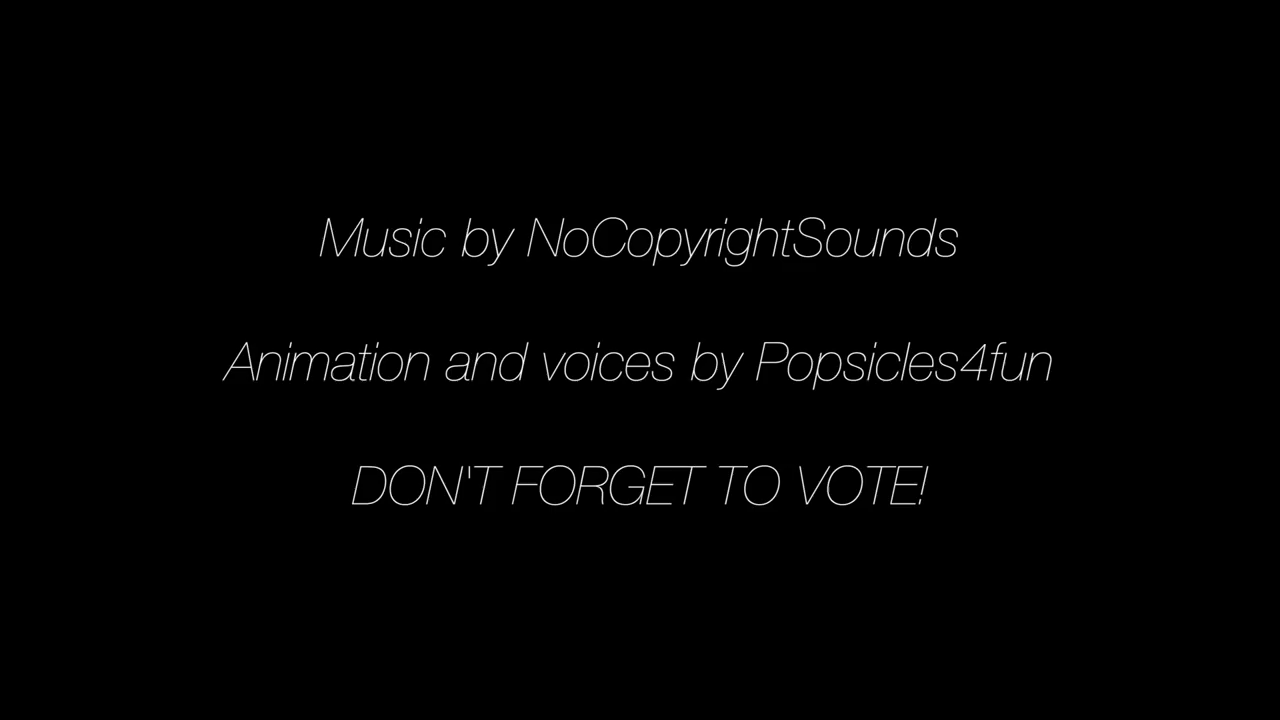 Music by NoCopyrightSounds
Animation and voices by Popsicles4fun
DON'T FORGET TO VOTE!